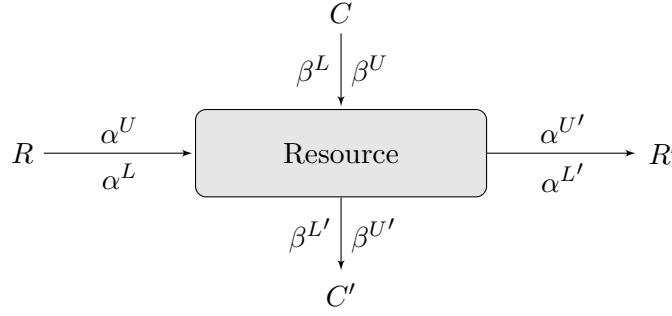 C
β^L β^U
R α^U Resource α^U′ R′
α^L α^L′
β^L′ β^U′
C′